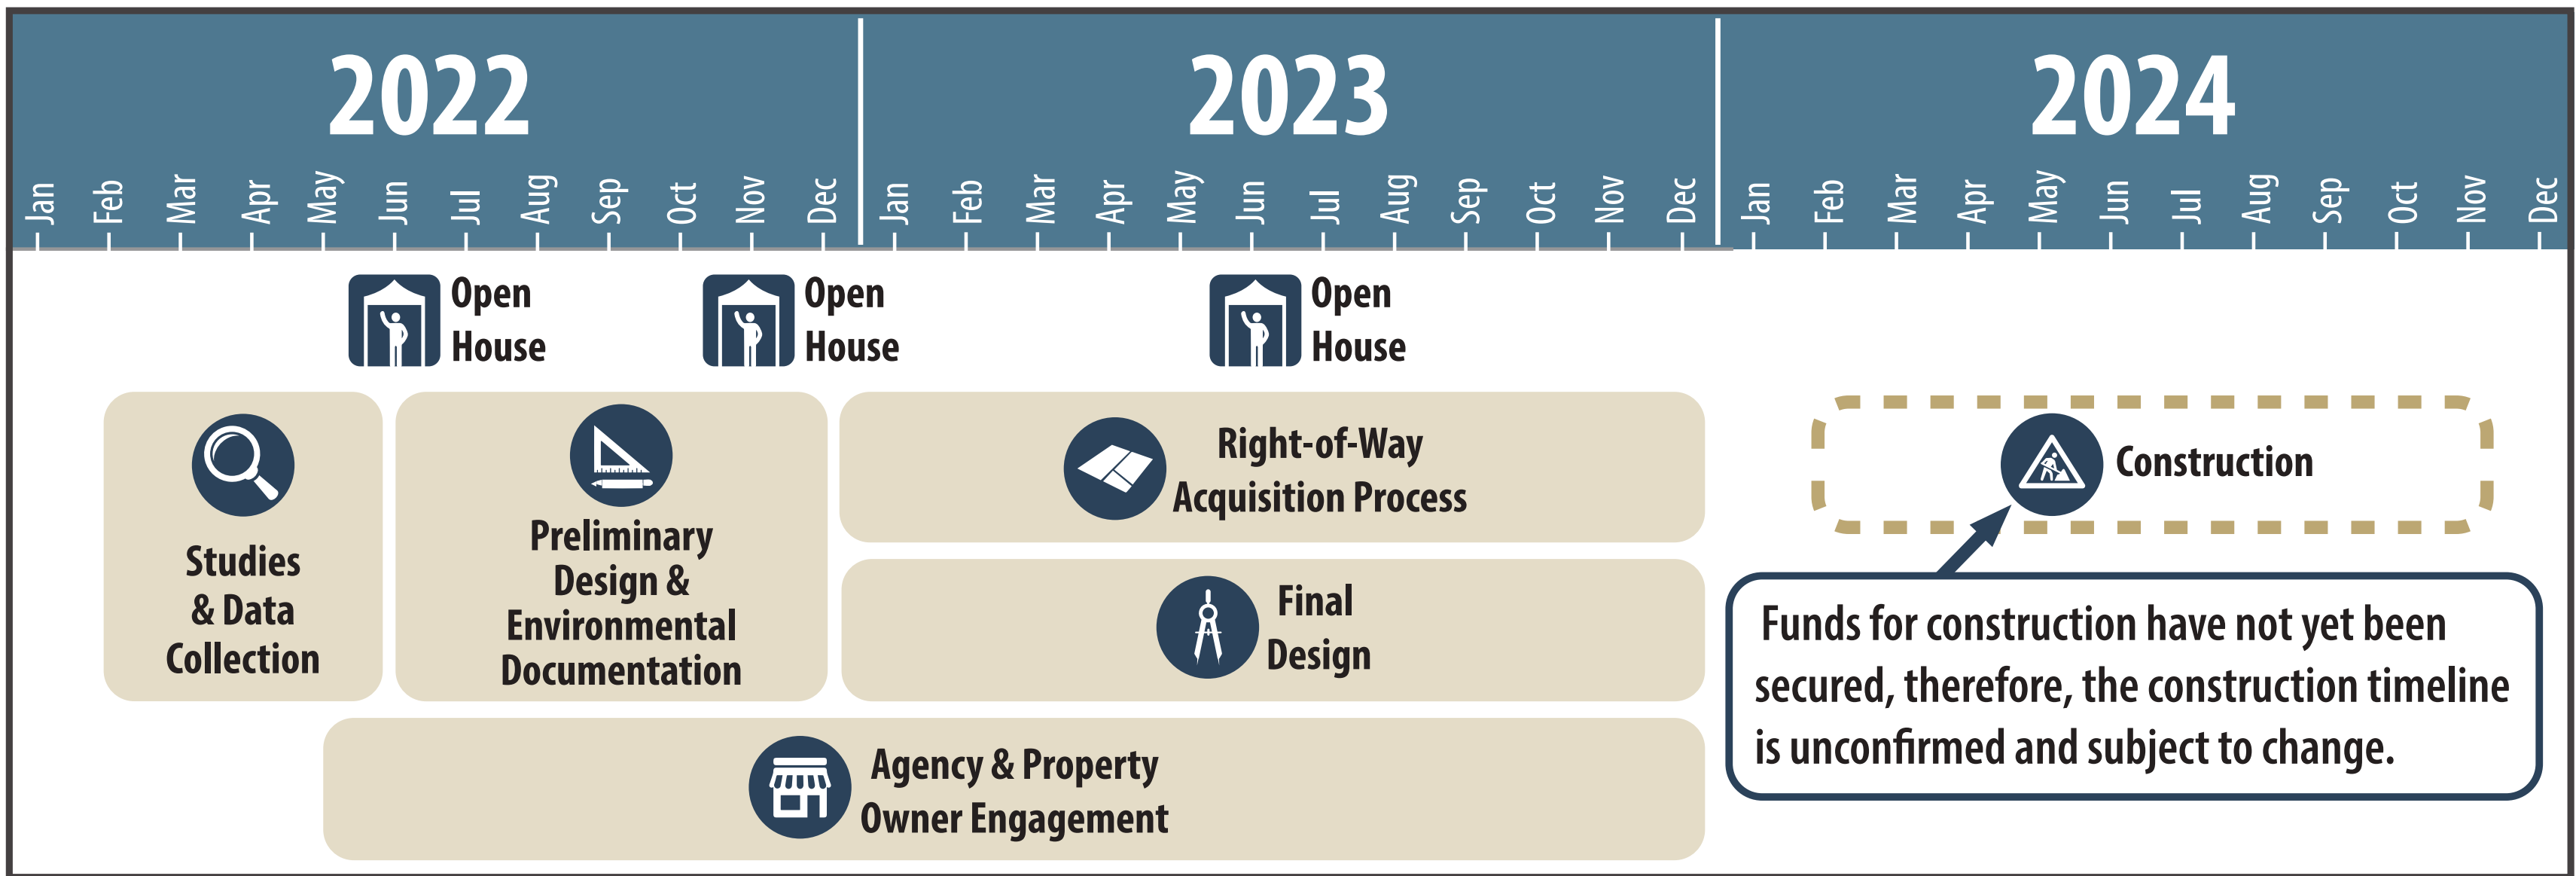 2022
2023
2024
Jan Feb Mar Apr May Jun Jul Aug Sep Oct Nov Dec
Jan Feb Mar Apr May Jun Jul Aug Sep Oct Nov Dec
Jan Feb Mar Apr May Jun Jul Aug Sep Oct Nov Dec
Open
House
Open
House
Open
House
Studies
& Data
Collection
Preliminary
Design &
Environmental
Documentation
Right-of-Way
Acquisition Process
Final
Design
Construction
Agency & Property
Owner Engagement
Funds for construction have not yet been
secured, therefore, the construction timeline
is unconfirmed and subject to change.